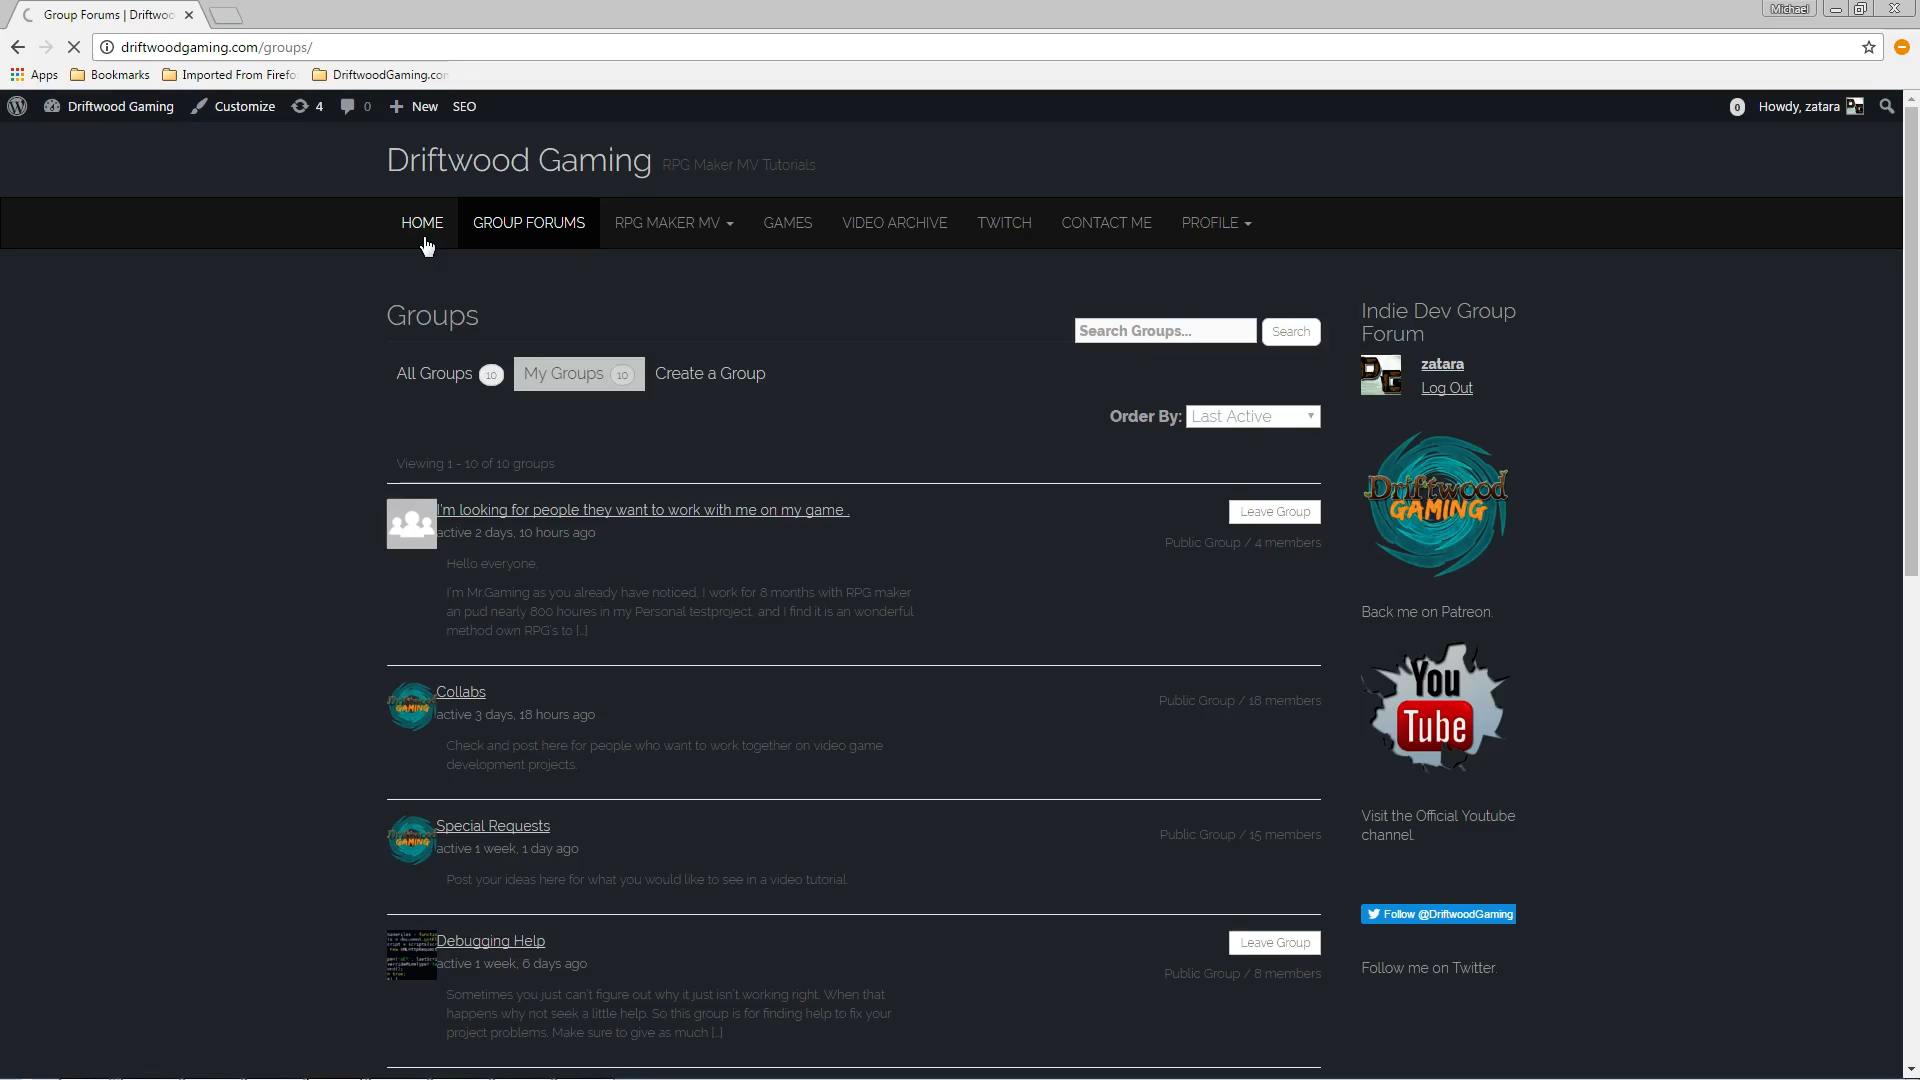 Group Forums | Driftwoo
Michael
driftwoodgaming.com/groups/
Apps Bookmarks Imported From Firefo DriftwoodGaming.con
Driftwood Gaming Customize 4 0 New SEO
0 Howdy, zatara
Driftwood Gaming RPG Maker MV Tutorials
HOME GROUP FORUMS RPG MAKER MV GAMES VIDEO ARCHIVE TWITCH CONTACT ME PROFILE
Groups
Search Groups... Search
All Groups 10 My Groups 10 Create a Group
Order By: Last Active
Viewing 1 - 10 of 10 groups
I'm looking for people they want to work with me on my game .
active 2 days, 10 hours ago
Leave Group
Public Group / 4 members
Hello everyone,
I'm Mr.Gaming as you already have noticed, I work for 8 months with RPG maker
an pud nearly 800 houres in my Personal testproject, and I find it is an wonderful
method own RPG's to [...]
Collabs
active 3 days, 18 hours ago
Public Group / 18 members
Check and post here for people who want to work together on video game
development projects.
Special Requests
active 1 week, 1 day ago
Public Group / 15 members
Post your ideas here for what you would like to see in a video tutorial.
Debugging Help
active 1 week, 6 days ago
Leave Group
Public Group / 8 members
Sometimes you just can't figure out why it just isn't working right. When that
happens why not seek a little help. So this group is for finding help to fix your
project problems. Make sure to give as much [...]
Indie Dev Group
Forum
DG
zatara
Log Out
Driftwood
GAMING
Back me on Patreon.
You
Tube
Visit the Official Youtube
channel.
Follow @DriftwoodGaming
Follow me on Twitter.